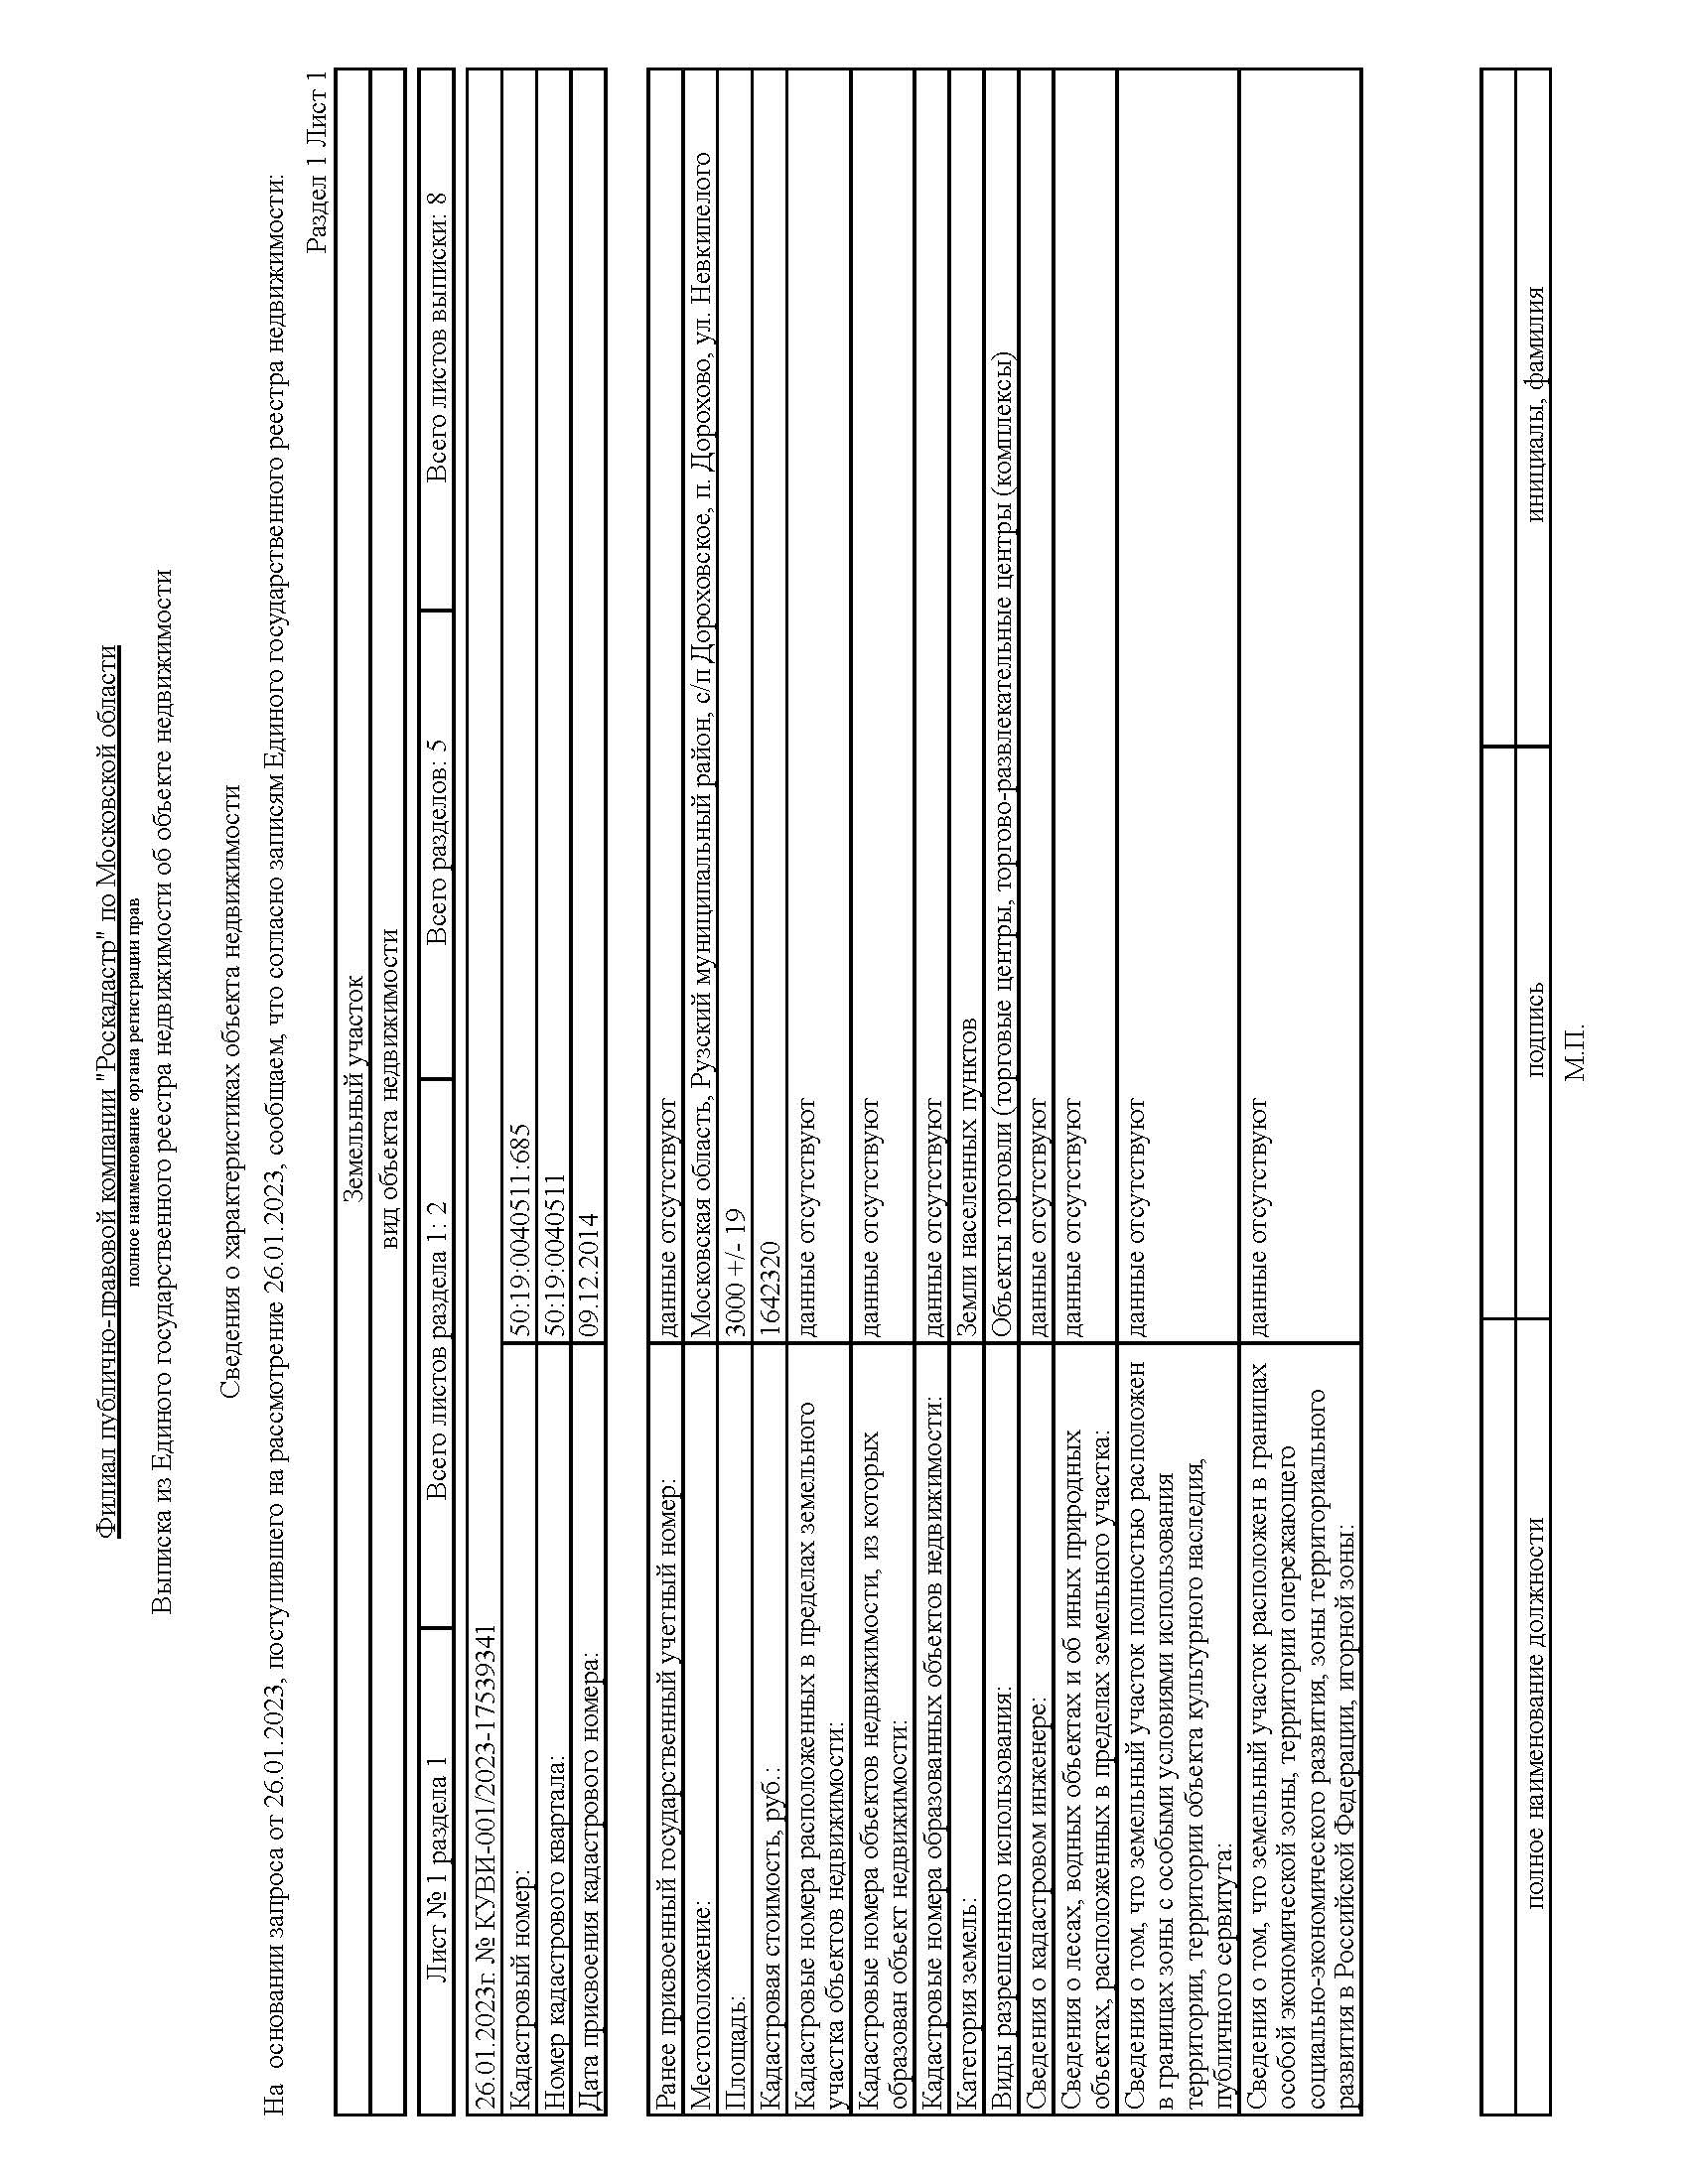 Филиал публично-правовой компании "Роскадастр" по Московской области
полное наименование органа регистрации прав
Выписка из Единого государственного реестра недвижимости об объекте недвижимости
Сведения о характеристиках объекта недвижимости
На основании запроса от 26.01.2023, поступившего на рассмотрение 26.01.2023, сообщаем, что согласно записям Единого государственного реестра недвижимости:
Раздел 1 Лист 1
Земельный участок
вид объекта недвижимости
Лист № 1 раздела 1 Всего листов раздела 1: 2 Всего разделов: 5 Всего листов выписки: 8
26.01.2023г. № КУВИ-001/2023-17539341
Кадастровый номер: 50:19:0040511:685
Номер кадастрового квартала: 50:19:0040511
Дата присвоения кадастрового номера: 09.12.2014
Ранее присвоенный государственный учетный номер: данные отсутствуют
Местоположение: Московская область, Рузский муниципальный район, с/п Дороховское, п. Дорохово, ул. Невкипелого
Площадь: 3000 +/- 19
Кадастровая стоимость, руб.: 1642320
Кадастровые номера расположенных в пределах земельного данные отсутствуют
участка объектов недвижимости:
Кадастровые номера объектов недвижимости, из которых данные отсутствуют
образован объект недвижимости:
Кадастровые номера образованных объектов недвижимости: данные отсутствуют
Категория земель: Земли населенных пунктов
Виды разрешенного использования: Объекты торговли (торговые центры, торгово-развлекательные центры (комплексы)
Сведения о кадастровом инженере: данные отсутствуют
Сведения о лесах, водных объектах и об иных природных данные отсутствуют
объектах, расположенных в пределах земельного участка:
Сведения о том, что земельный участок полностью расположен данные отсутствуют
в границах зоны с особыми условиями использования
территории, территории объекта культурного наследия,
публичного сервитута:
Сведения о том, что земельный участок расположен в границах данные отсутствуют
особой экономической зоны, территории опережающего
социально-экономического развития, зоны территориального
развития в Российской Федерации, игорной зоны:
полное наименование должности подпись инициалы, фамилия
М.П.